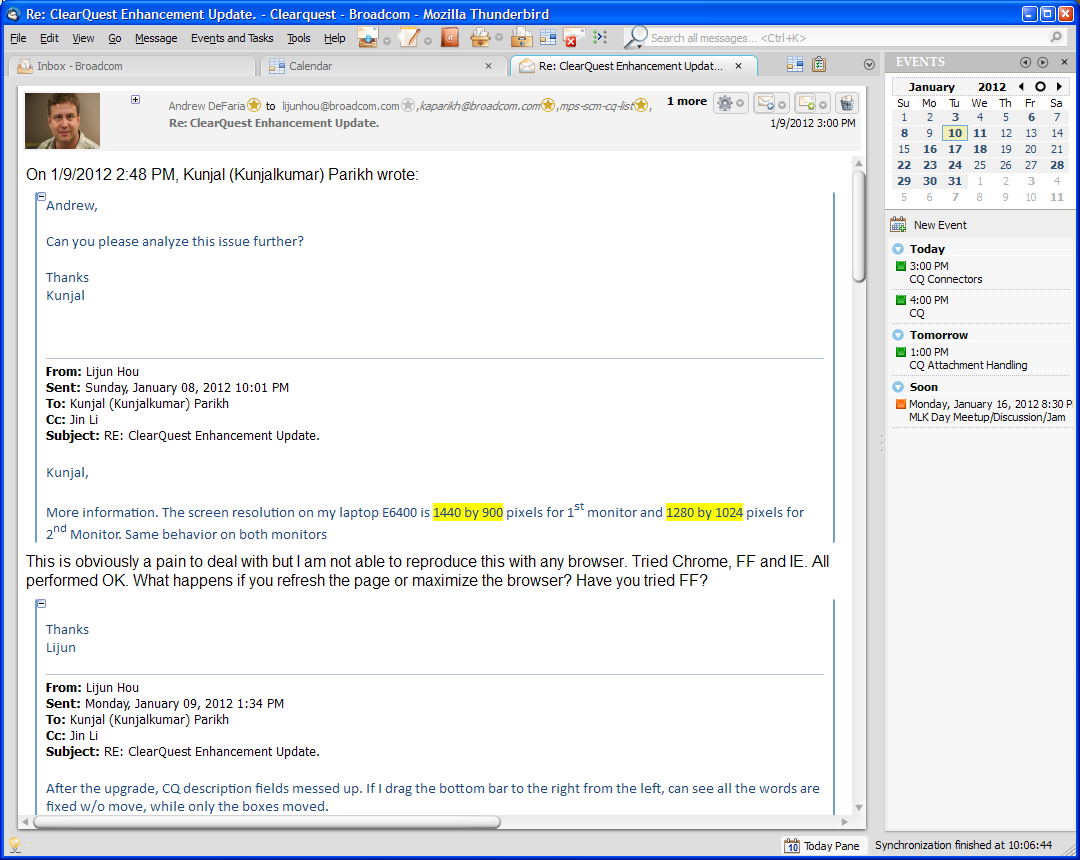 Re: ClearQuest Enhancement Update. - Clearquest - Broadcom - Mozilla Thunderbird
File Edit View Go Message Events and Tasks Tools Help
Search all messages... <Ctrl+K>
Inbox - Broadcom
Calendar
Re: ClearQuest Enhancement Updat...
Andrew DeFaria to lijunhou@broadcom.com, kaparikh@broadcom.com, mps-scm-cq-list, 1 more
Re: ClearQuest Enhancement Update.
1/9/2012 3:00 PM
On 1/9/2012 2:48 PM, Kunjal (Kunjalkumar) Parikh wrote:
Andrew,
Can you please analyze this issue further?
Thanks
Kunjal
From: Lijun Hou
Sent: Sunday, January 08, 2012 10:01 PM
To: Kunjal (Kunjalkumar) Parikh
Cc: Jin Li
Subject: RE: ClearQuest Enhancement Update.
Kunjal,
More information. The screen resolution on my laptop E6400 is 1440 by 900 pixels for 1st monitor and 1280 by 1024 pixels for
2nd Monitor. Same behavior on both monitors
This is obviously a pain to deal with but I am not able to reproduce this with any browser. Tried Chrome, FF and IE. All
performed OK. What happens if you refresh the page or maximize the browser? Have you tried FF?
Thanks
Lijun
From: Lijun Hou
Sent: Monday, January 09, 2012 1:34 PM
To: Kunjal (Kunjalkumar) Parikh
Cc: Jin Li
Subject: RE: ClearQuest Enhancement Update.
After the upgrade, CQ description fields messed up. If I drag the bottom bar to the right from the left, can see all the words are
fixed w/o move, while only the boxes moved.
EVENTS
January 2012
Su Mo Tu We Th Fr Sa
1 2 3 4 5 6 7
8 9 10 11 12 13 14
15 16 17 18 19 20 21
22 23 24 25 26 27 28
29 30 31 1 2 3 4
5 6 7 8 9 10 11
New Event
Today
3:00 PM
CQ Connectors
4:00 PM
CQ
Tomorrow
1:00 PM
CQ Attachment Handling
Soon
Monday, January 16, 2012 8:30 P
MLK Day Meetup/Discussion/Jam
10 Today Pane
Synchronization finished at 10:06:44